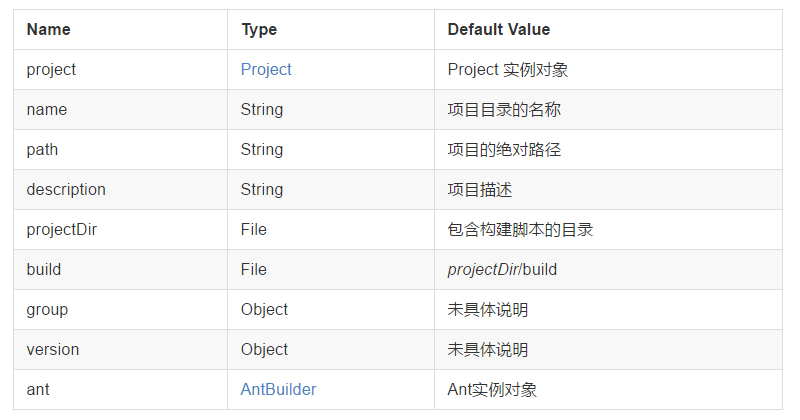 Name Type Default Value
project Project Project 实例对象
name String 项目目录的名称
path String 项目的绝对路径
description String 项目描述
projectDir File 包含构建脚本的目录
build File projectDir/build
group Object 未具体说明
version Object 未具体说明
ant AntBuilder Ant实例对象